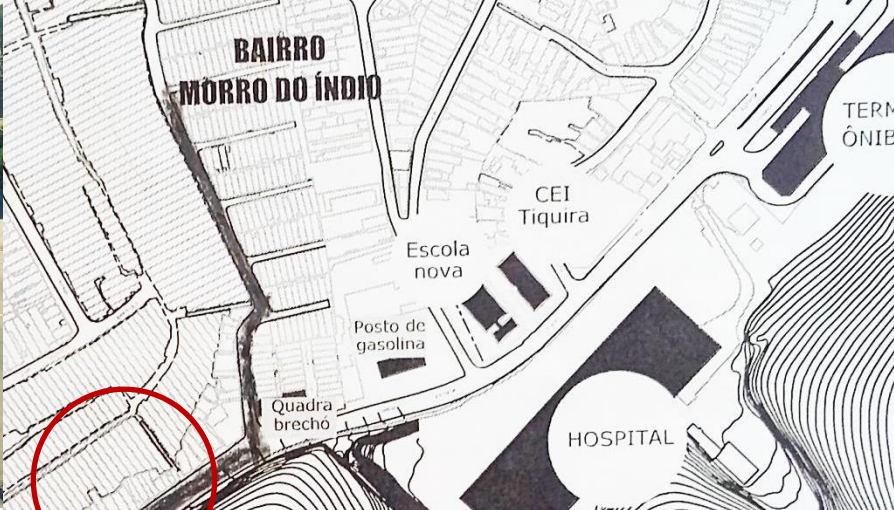 BAIRRO
MORRO DO ÍNDIO
TERM
ÔNIB
CEI
Tiquira
Escola
nova
Posto de
gasolina
Quadra
brechó
HOSPITAL